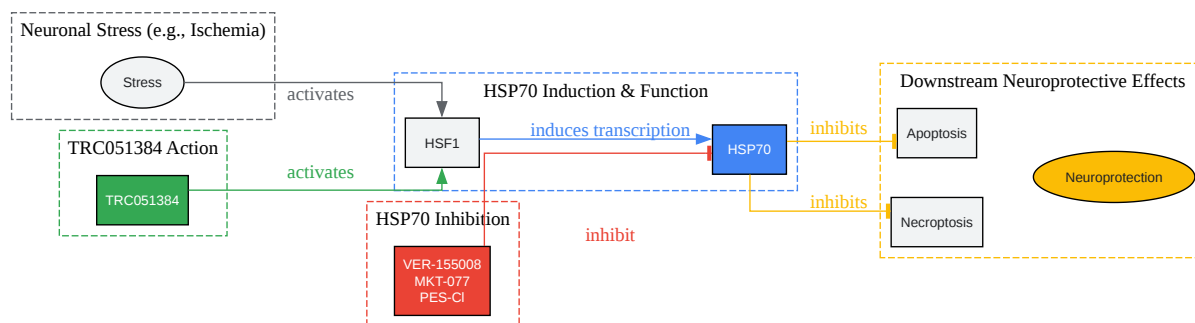 Neuronal Stress (e.g., Ischemia)
Stress
activates
TRC051384 Action
TRC051384
activates
HSP70 Induction & Function
HSF1
induces transcription
HSP70
HSP70 Inhibition
VER-155008
MKT-077
PES-Cl
inhibit
Downstream Neuroprotective Effects
inhibits
Apoptosis
Neuroprotection
inhibits
Necroptosis